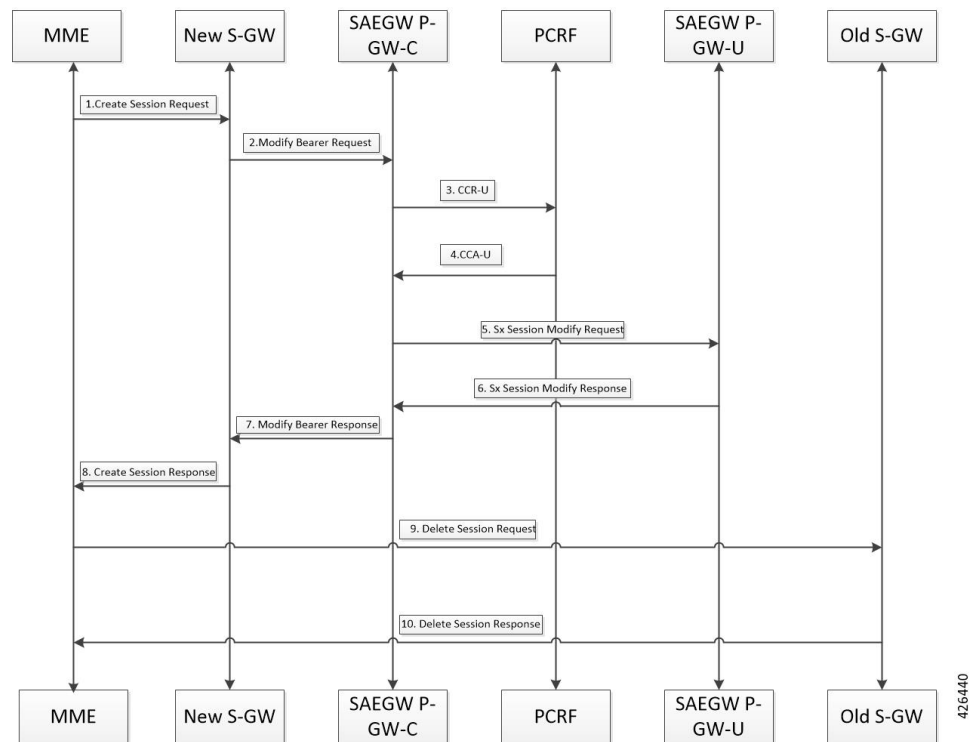 MME
New S-GW
SAEGW P-
GW-C
PCRF
SAEGW P-
GW-U
Old S-GW
1.Create Session Request
2.Modify Bearer Request
3. CCR-U
4.CCA-U
5. Sx Session Modify Request
6. Sx Session Modify Response
7. Modify Bearer Response
8. Create Session Response
9. Delete Session Request
10. Delete Session Response
MME
New S-GW
SAEGW P-
GW-C
PCRF
SAEGW P-
GW-U
Old S-GW
426440